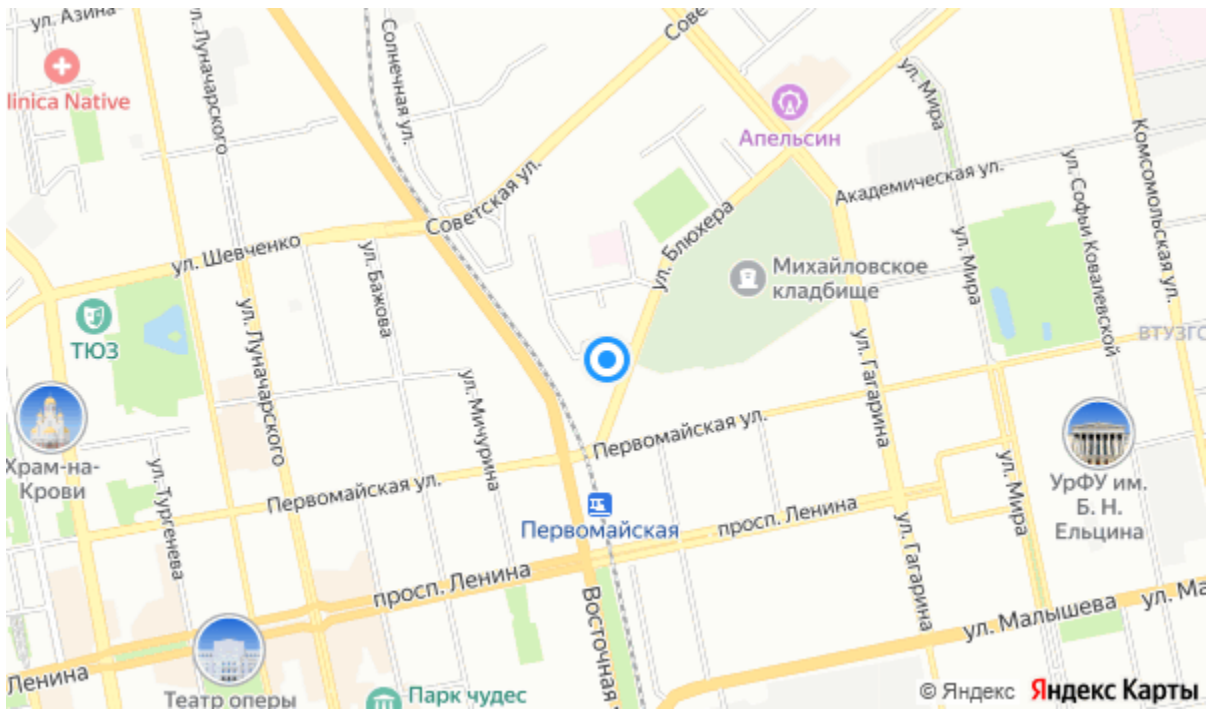 ул. Азина
linica Native
ул. Луначарского
Солнечная ул.
Сов
Апельсин
ул. Мира
Комсомольская ул.
ул. Софьи Ковалевской
Академическая ул.
Советская ул.
ул. Шевченко
ул. Бажова
ул. Блюхера
Михайловское
кладбище
ул. Мира
ТЮЗ
ул. Луначарского
ВТУЗГО
ул. Гагарина
ул. Мичурина
Первомайская ул.
Храм-на-
Крови
ул. Тургенева
Первомайская ул.
Первомайская
просп. Ленина
ул. Мира
УрФУ им.
Б. Н.
Ельцина
ул. Гагарина
просп. Ленина
Восточная
ул. Малышева
ул. Ма
Ленина
Театр оперы
Парк чудес
© Яндекс Яндекс Карты